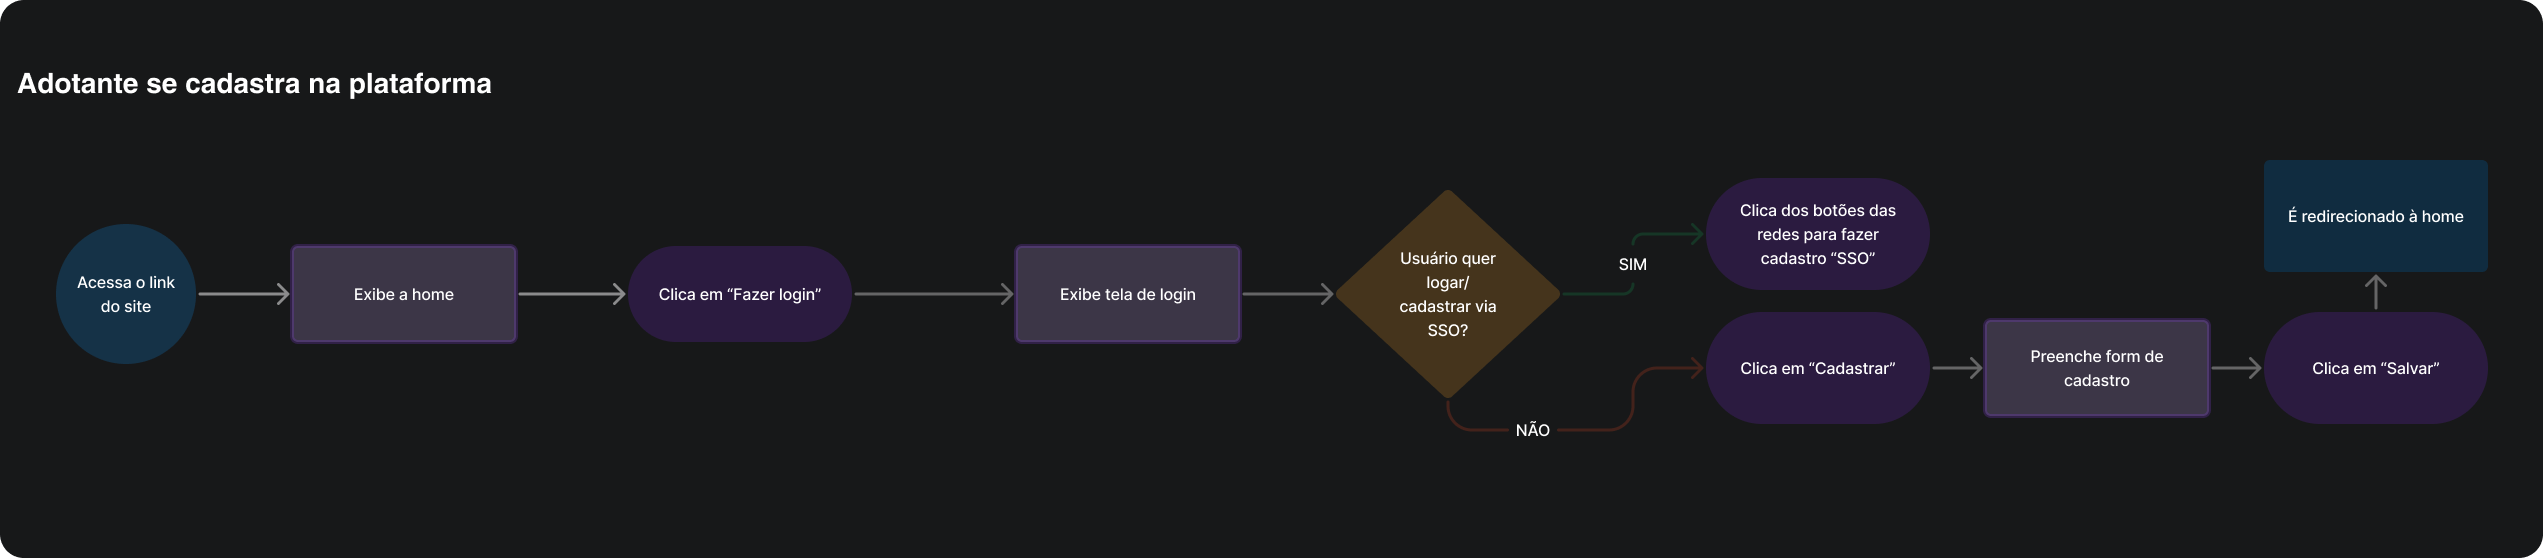 Adotante se cadastra na plataforma
Acessa o link
do site
Exibe a home
Clica em “Fazer login”
Exibe tela de login
Usuário quer
logar/
cadastrar via
SSO?
SIM
Clica dos botões das
redes para fazer
cadastro “SSO”
NÃO
Clica em “Cadastrar”
Preenche form de
cadastro
Clica em “Salvar”
É redirecionado à home